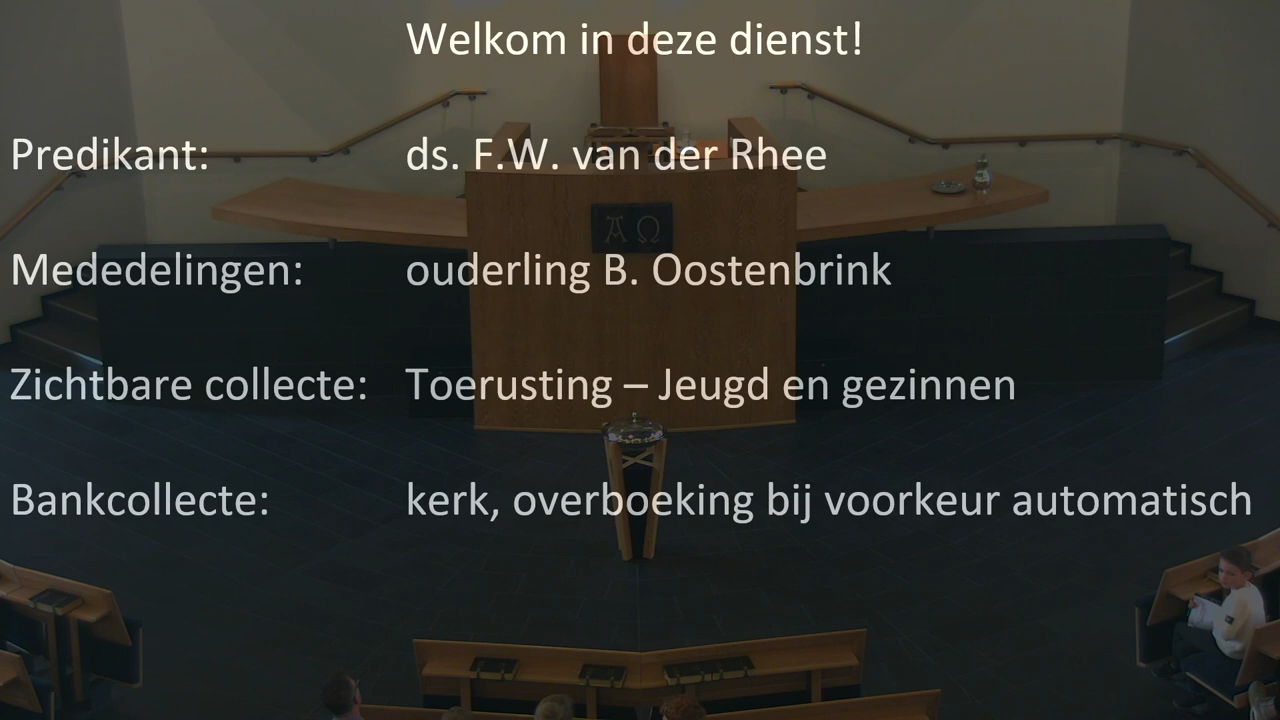 Welkom in deze dienst!
Predikant: ds. F.W. van der Rhee
ΑΩ
Mededelingen: ouderling B. Oostenbrink
Zichtbare collecte: Toerusting – Jeugd en gezinnen
Bankcollecte: kerk, overboeking bij voorkeur automatisch